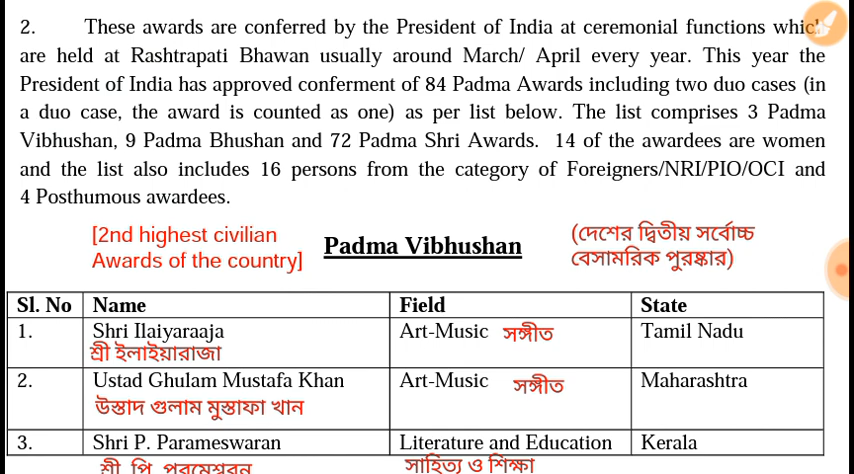 2. These awards are conferred by the President of India at ceremonial functions which
are held at Rashtrapati Bhawan usually around March/ April every year. This year the
President of India has approved conferment of 84 Padma Awards including two duo cases (in
a duo case, the award is counted as one) as per list below. The list comprises 3 Padma
Vibhushan, 9 Padma Bhushan and 72 Padma Shri Awards. 14 of the awardees are women
and the list also includes 16 persons from the category of Foreigners/NRI/PIO/OCI and
4 Posthumous awardees.
[2nd highest civilian
Awards of the country]
Padma Vibhushan
(দেশের দ্বিতীয় সর্বোচ্চ
বেসামরিক পুরষ্কার)
Sl. No Name Field State
1. Shri Ilaiyaraaja Art-Music সঙ্গীত Tamil Nadu
শ্রী ইলাইয়ারাজা
2. Ustad Ghulam Mustafa Khan Art-Music সঙ্গীত Maharashtra
উস্তাদ গুলাম মুস্তাফা খান
3. Shri P. Parameswaran Literature and Education Kerala
শ্রী পি পরমেশ্বরন সাহিত্য ও শিক্ষা